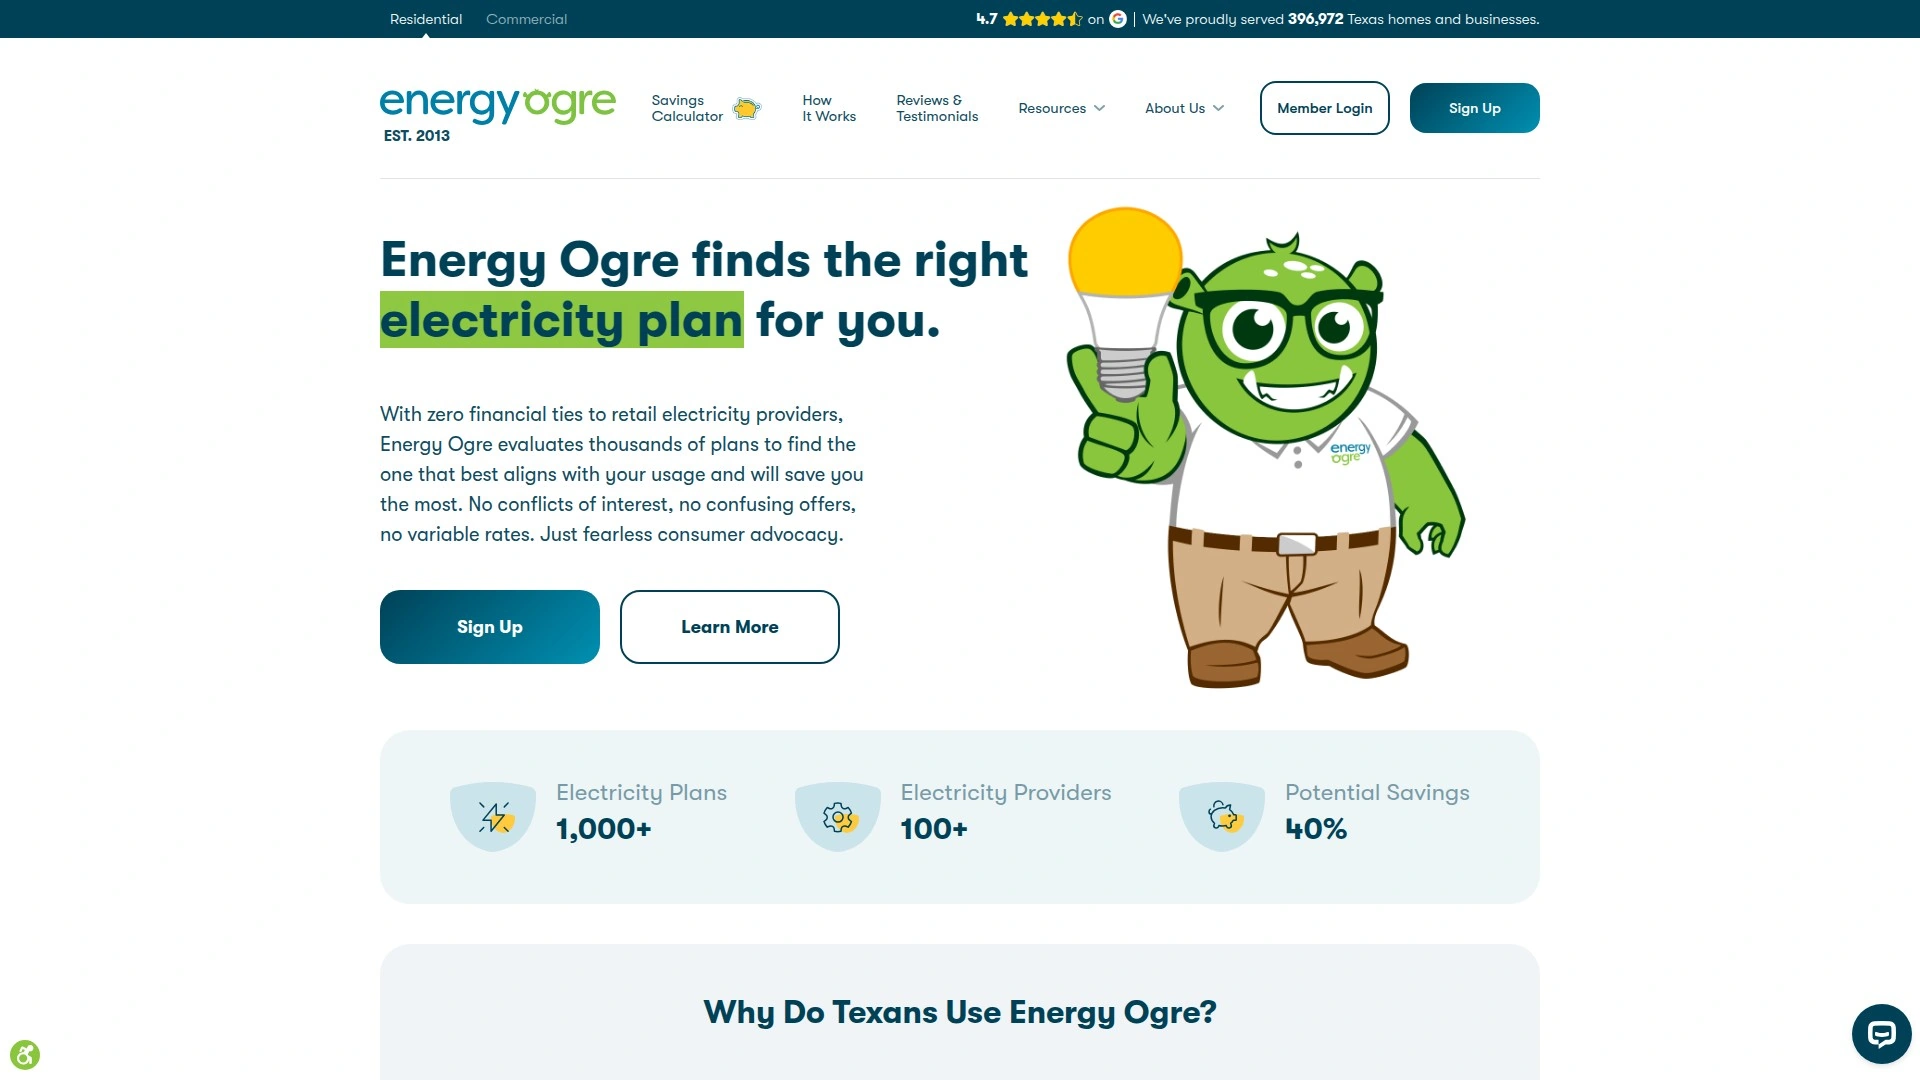 Residential Commercial
4.7 on G We've proudly served 396,972 Texas homes and businesses.
energy ogre
EST. 2013
Savings Calculator
How It Works
Reviews & Testimonials
Resources
About Us
Member Login
Sign Up
Energy Ogre finds the right
electricity plan for you.
With zero financial ties to retail electricity providers,
Energy Ogre evaluates thousands of plans to find the
one that best aligns with your usage and will save you
the most. No conflicts of interest, no confusing offers,
no variable rates. Just fearless consumer advocacy.
Sign Up
Learn More
energy
ogre
Electricity Plans
1,000+
Electricity Providers
100+
Potential Savings
40%
Why Do Texans Use Energy Ogre?